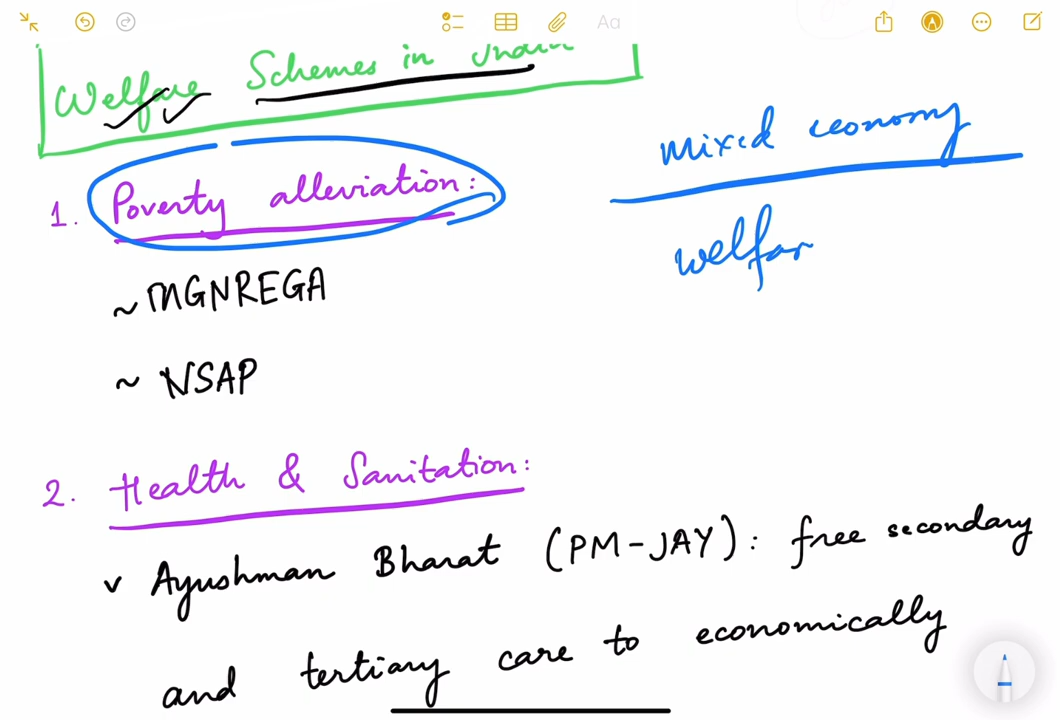 Welfare Schemes in India
mixed economy
1. Poverty alleviation:
welfar
~ MGNREGA
~ NSAP
2. Health & Sanitation:
v Ayushman Bharat (PM-JAY): free secondary
and tertiary care to economically
Aa